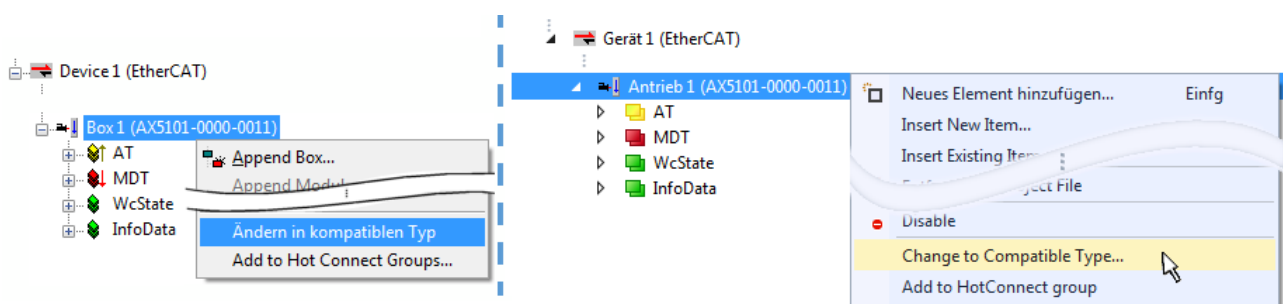 Device 1 (EtherCAT)
Box 1 (AX5101-0000-0011)
AT
MDT
WcState
InfoData
Append Box...
Append Modul
Ändern in kompatiblen Typ
Add to Hot Connect Groups...
Gerät 1 (EtherCAT)
Antrieb 1 (AX5101-0000-0011)
AT
MDT
WcState
InfoData
Neues Element hinzufügen... Einfg
Insert New Item...
Insert Existing Item
File
Disable
Change to Compatible Type...
Add to HotConnect group